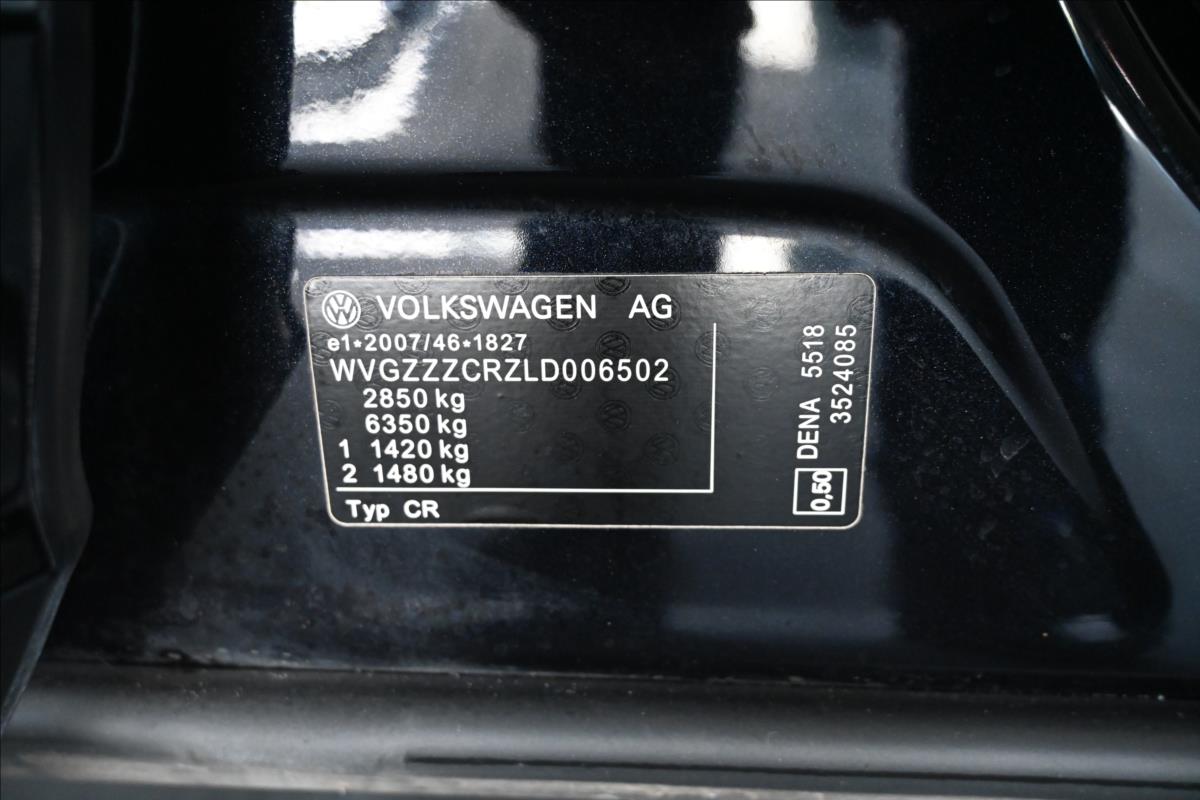 VOLKSWAGEN AG
e1*2007/46*1827
WVGZZZCRZLD006502
2850 kg
6350 kg
1 1420 kg
2 1480 kg
Typ CR
0,50 DENA 5518
3524085